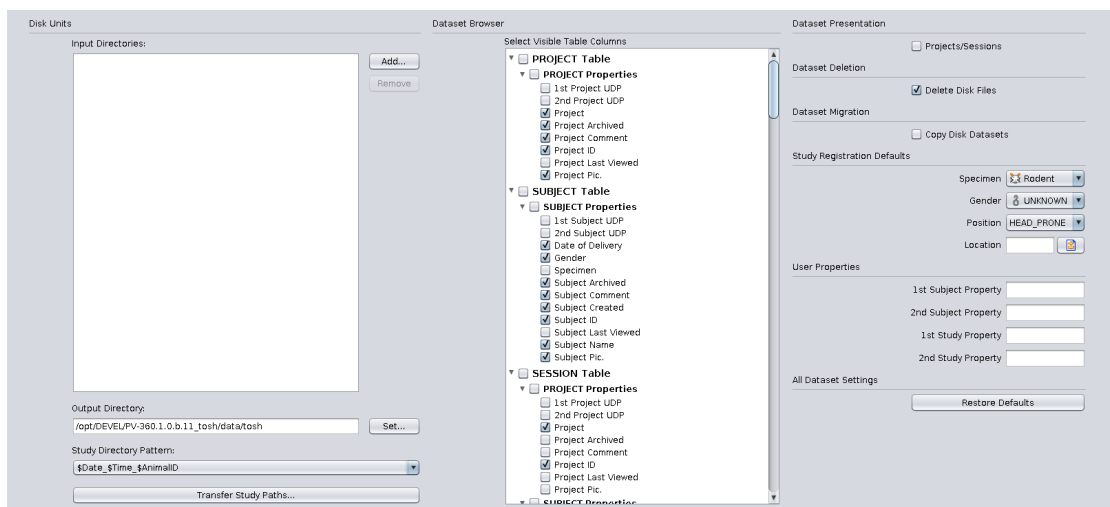 Disk Units
Input Directories:
Add...
Remove
Output Directory:
/opt/DEVEL/PV-360.1.0.b.11_tosh/data/tosh
Set...
Study Directory Pattern:
$Date_$Time_$AnimalID
Transfer Study Paths...
Dataset Browser
Select Visible Table Columns
PROJECT Table
PROJECT Properties
1st Project UDP
2nd Project UDP
Project
Project Archived
Project Comment
Project ID
Project Last Viewed
Project Pic.
SUBJECT Table
SUBJECT Properties
1st Subject UDP
2nd Subject UDP
Date of Delivery
Gender
Specimen
Subject Archived
Subject Comment
Subject Created
Subject ID
Subject Last Viewed
Subject Name
Subject Pic.
SESSION Table
PROJECT Properties
1st Project UDP
2nd Project UDP
Project
Project Archived
Project Comment
Project ID
Project Last Viewed
Project Pic.
SUBJECT Properties
Dataset Presentation
Projects/Sessions
Dataset Deletion
Delete Disk Files
Dataset Migration
Copy Disk Datasets
Study Registration Defaults
Specimen Rodent
Gender UNKNOWN
Position HEAD_PRONE
Location
User Properties
1st Subject Property
2nd Subject Property
1st Study Property
2nd Study Property
All Dataset Settings
Restore Defaults